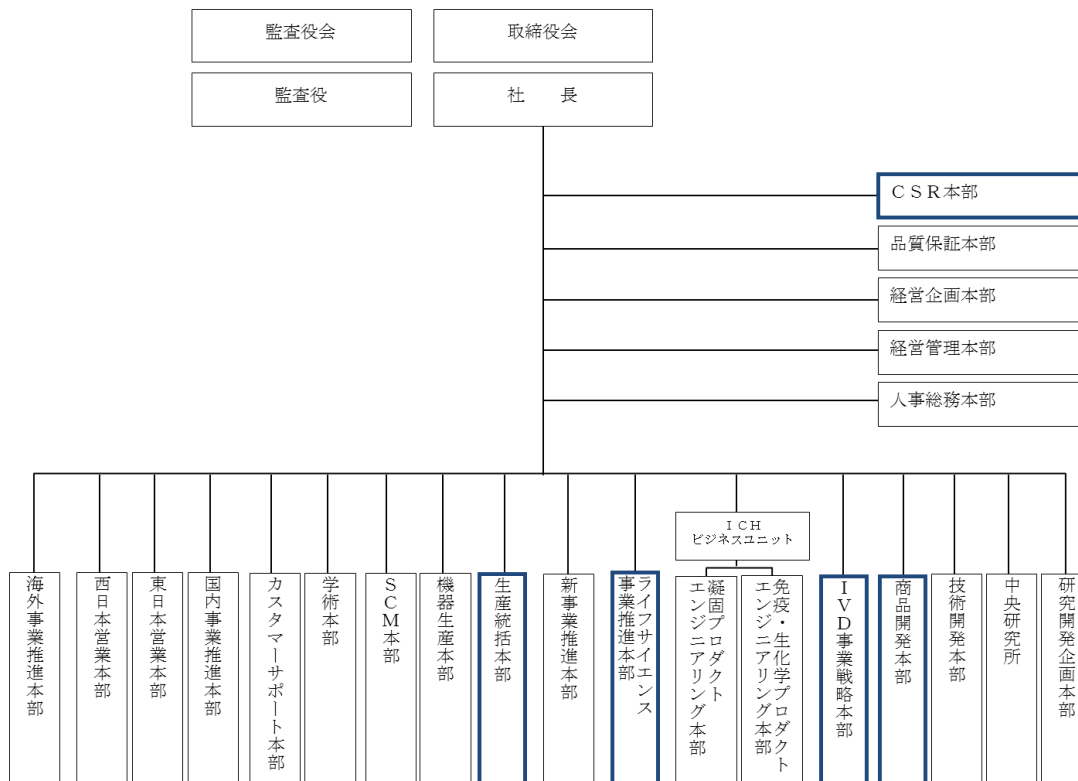 監査役会
取締役会
監査役
社　長
ＣＳＲ本部
品質保証本部
経営企画本部
経営管理本部
人事総務本部
ＩＣＨ
ビジネスユニット
海外事業推進本部
西日本営業本部
東日本営業本部
国内事業推進本部
カスタマーサポート本部
学術本部
ＳＣＭ本部
機器生産本部
生産統括本部
新事業推進本部
ライフサイエンス
事業推進本部
凝固プロダクト
エンジニアリング本部
免疫・生化学プロダクト
エンジニアリング本部
ＩＶＤ事業戦略本部
商品開発本部
技術開発本部
中央研究所
研究開発企画本部